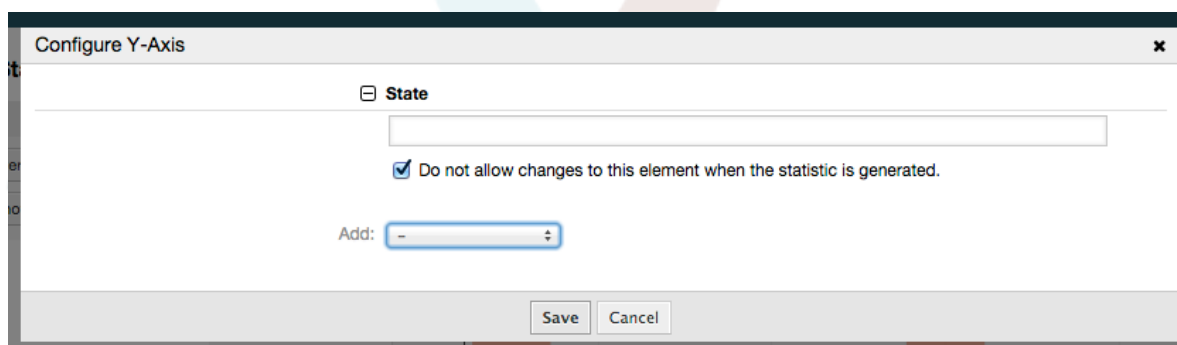 Configure Y-Axis
State
Do not allow changes to this element when the statistic is generated.
Add: –
Save Cancel